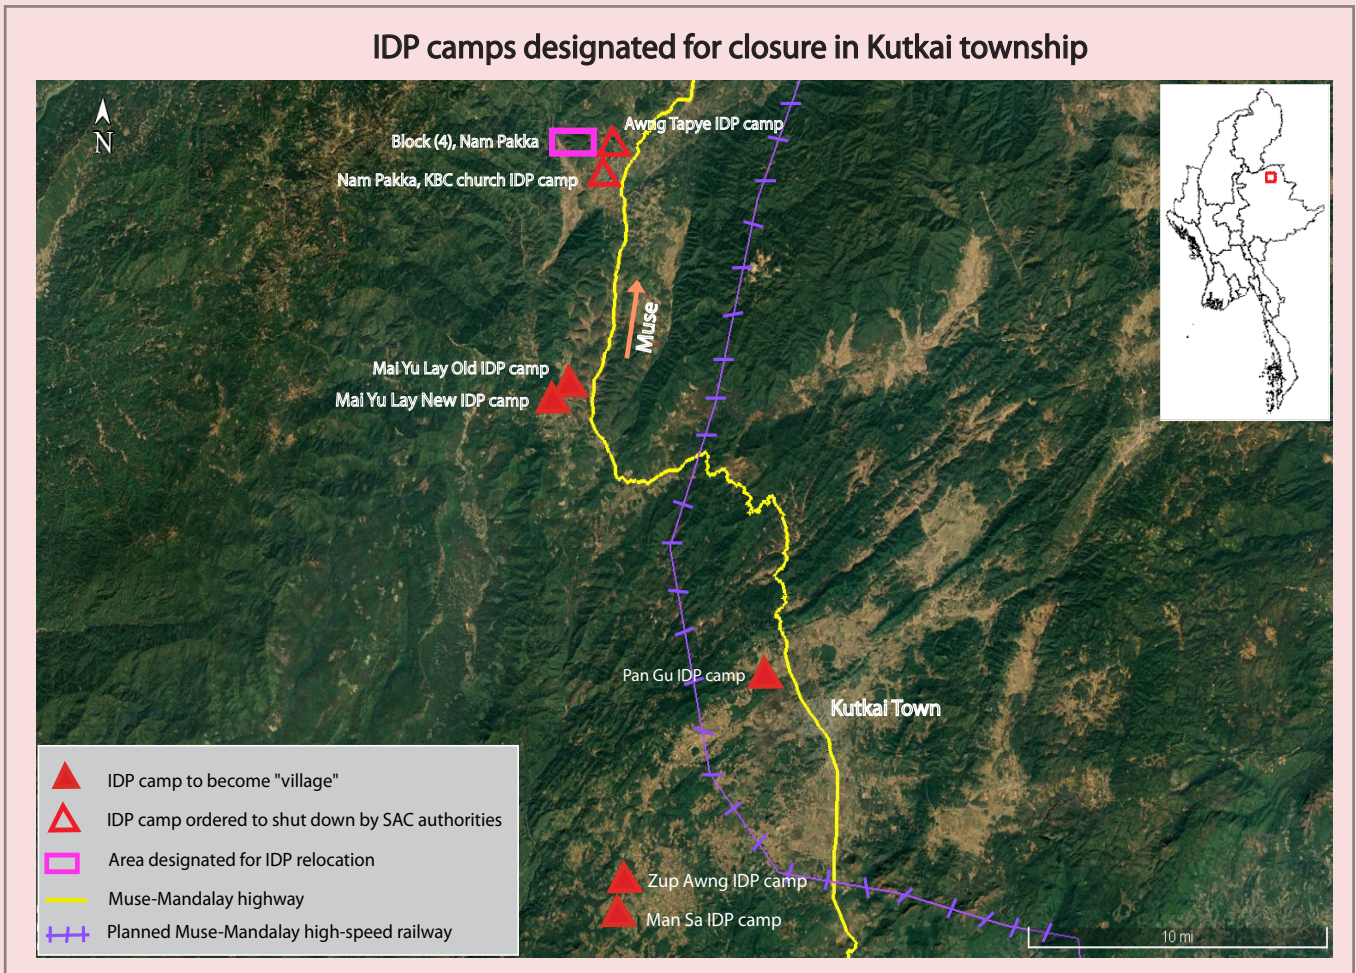 IDP camps designated for closure in Kutkai township
N
Awng Tapye IDP camp
Block (4), Nam Pakka
Nam Pakka, KBC church IDP camp
Muse
Mai Yu Lay Old IDP camp
Mai Yu Lay New IDP camp
Pan Gu IDP camp
Kutkai Town
IDP camp to become "village"
IDP camp ordered to shut down by SAC authorities
Area designated for IDP relocation
Muse-Mandalay highway
Planned Muse-Mandalay high-speed railway
Zup Awng IDP camp
Man Sa IDP camp
10 mi